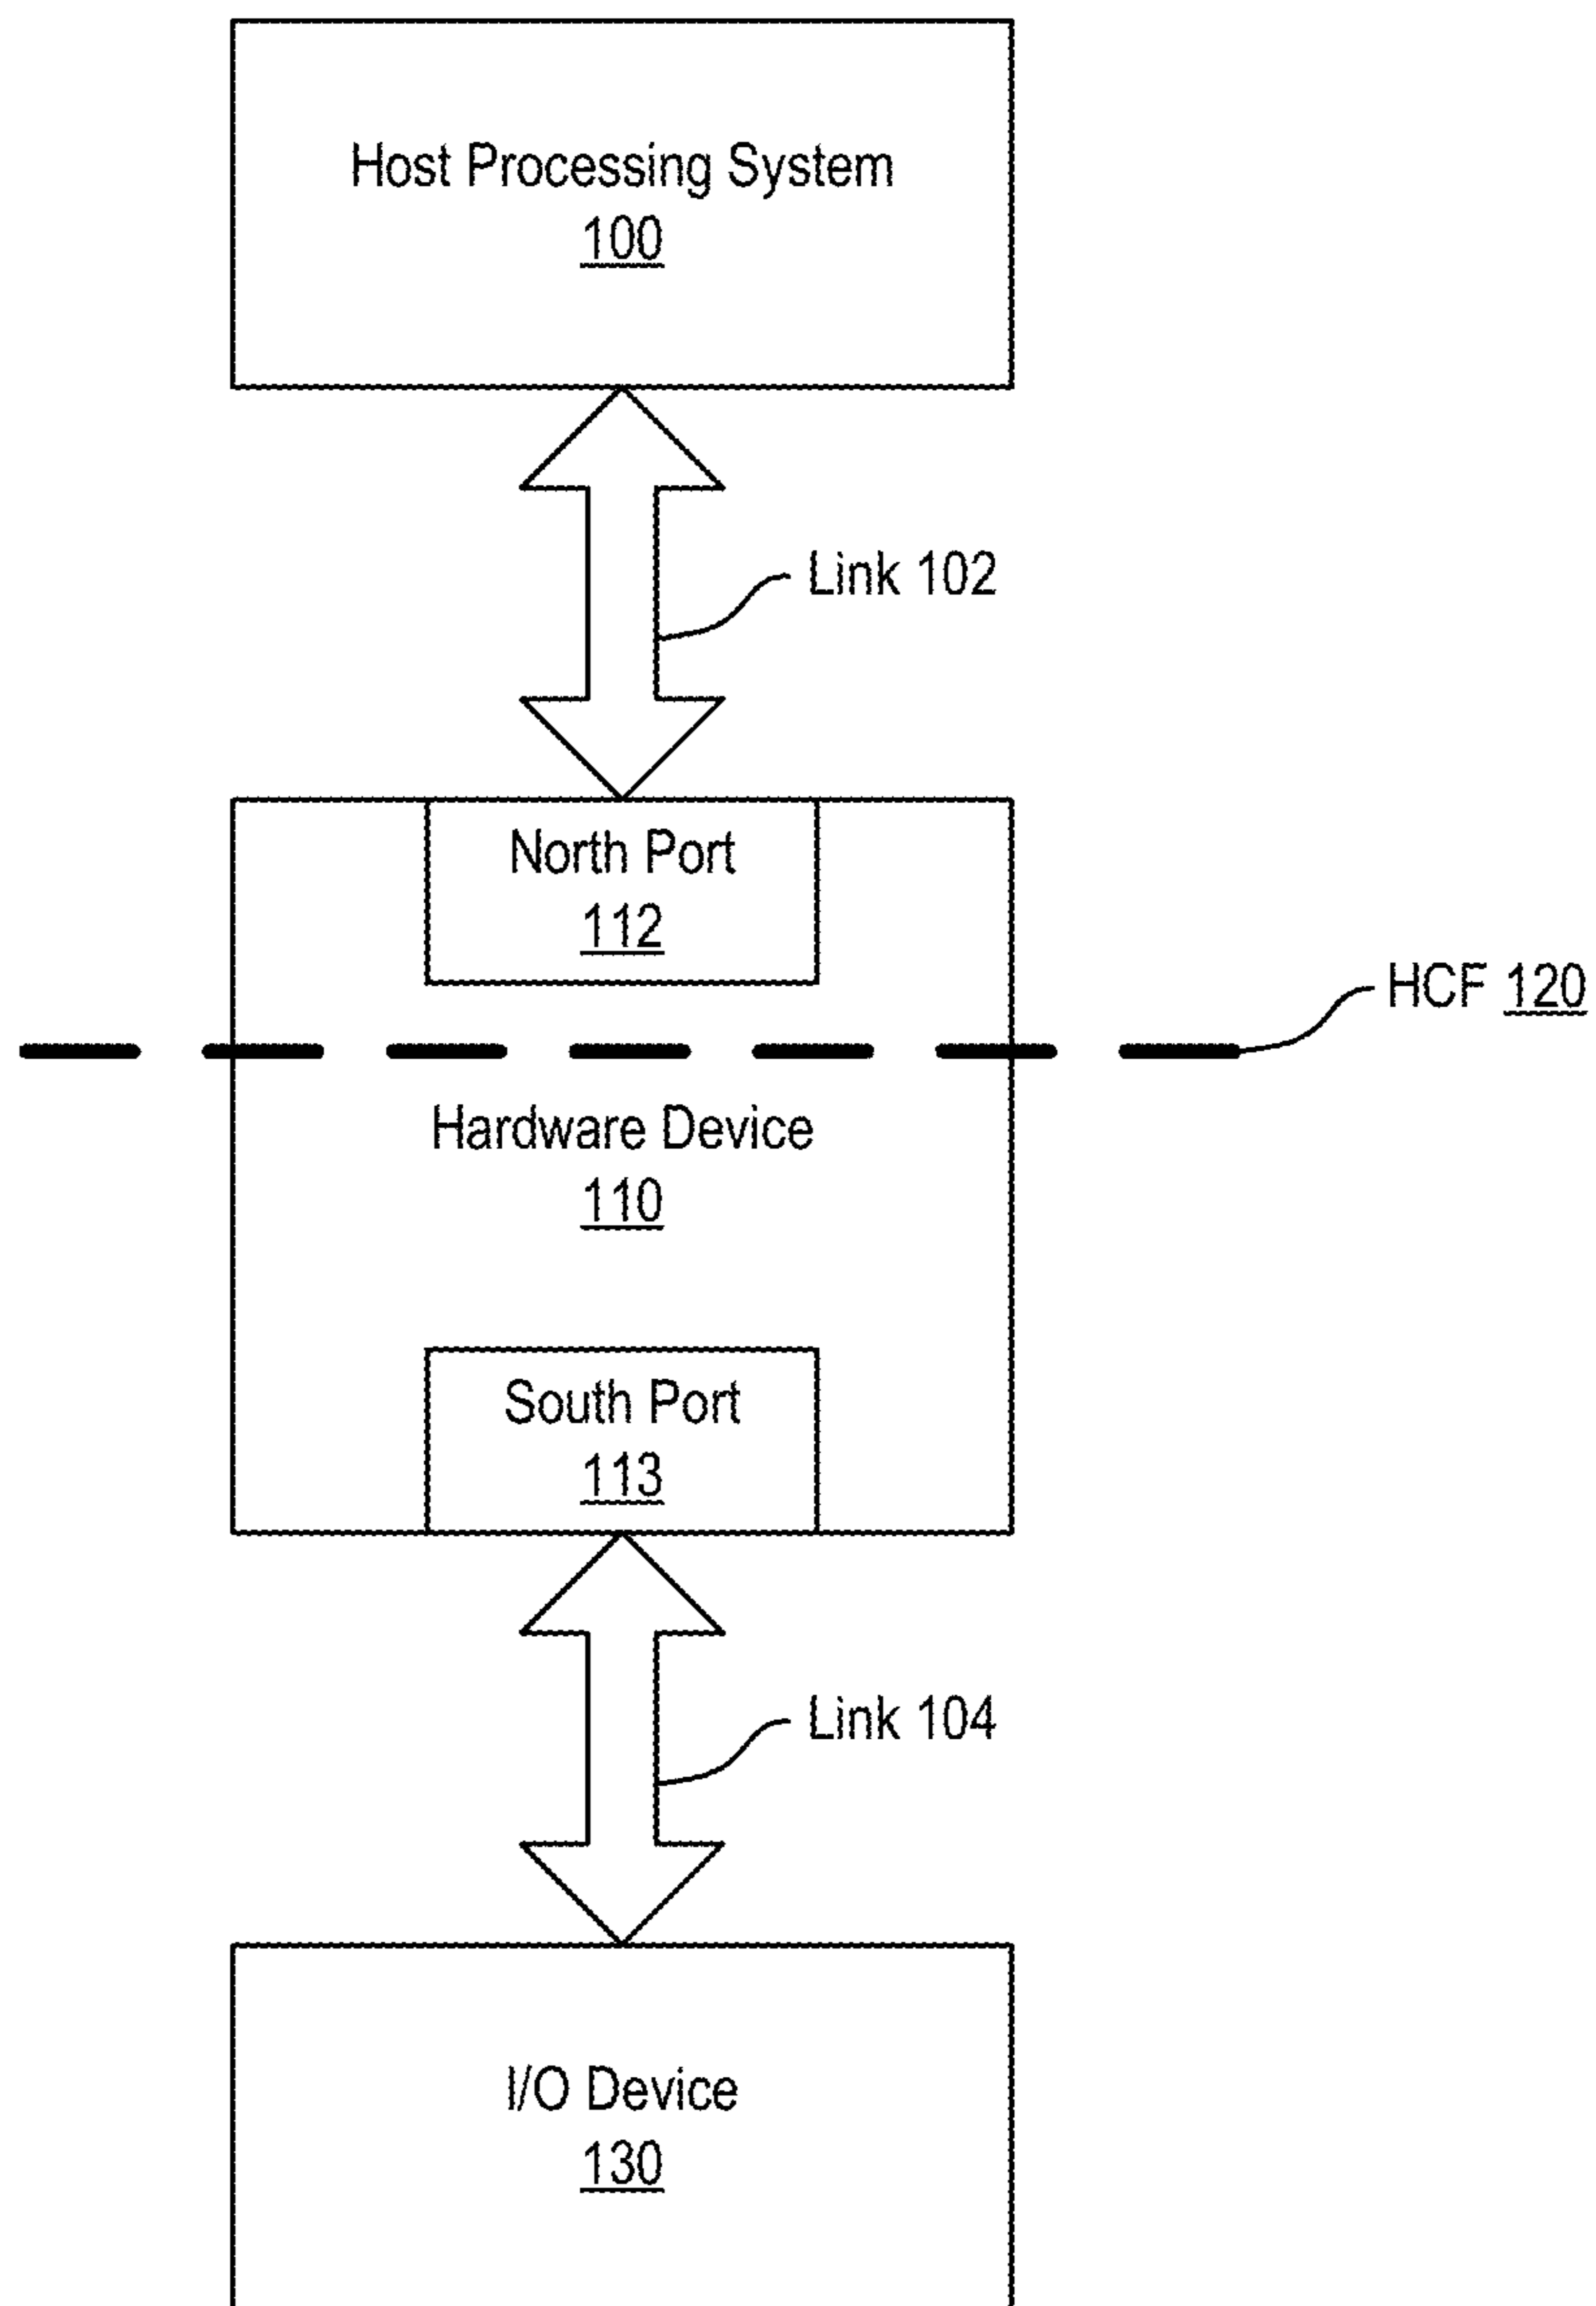 Host Processing System
100
Link 102
North Port
112
HCF 120
Hardware Device
110
South Port
113
Link 104
I/O Device
130